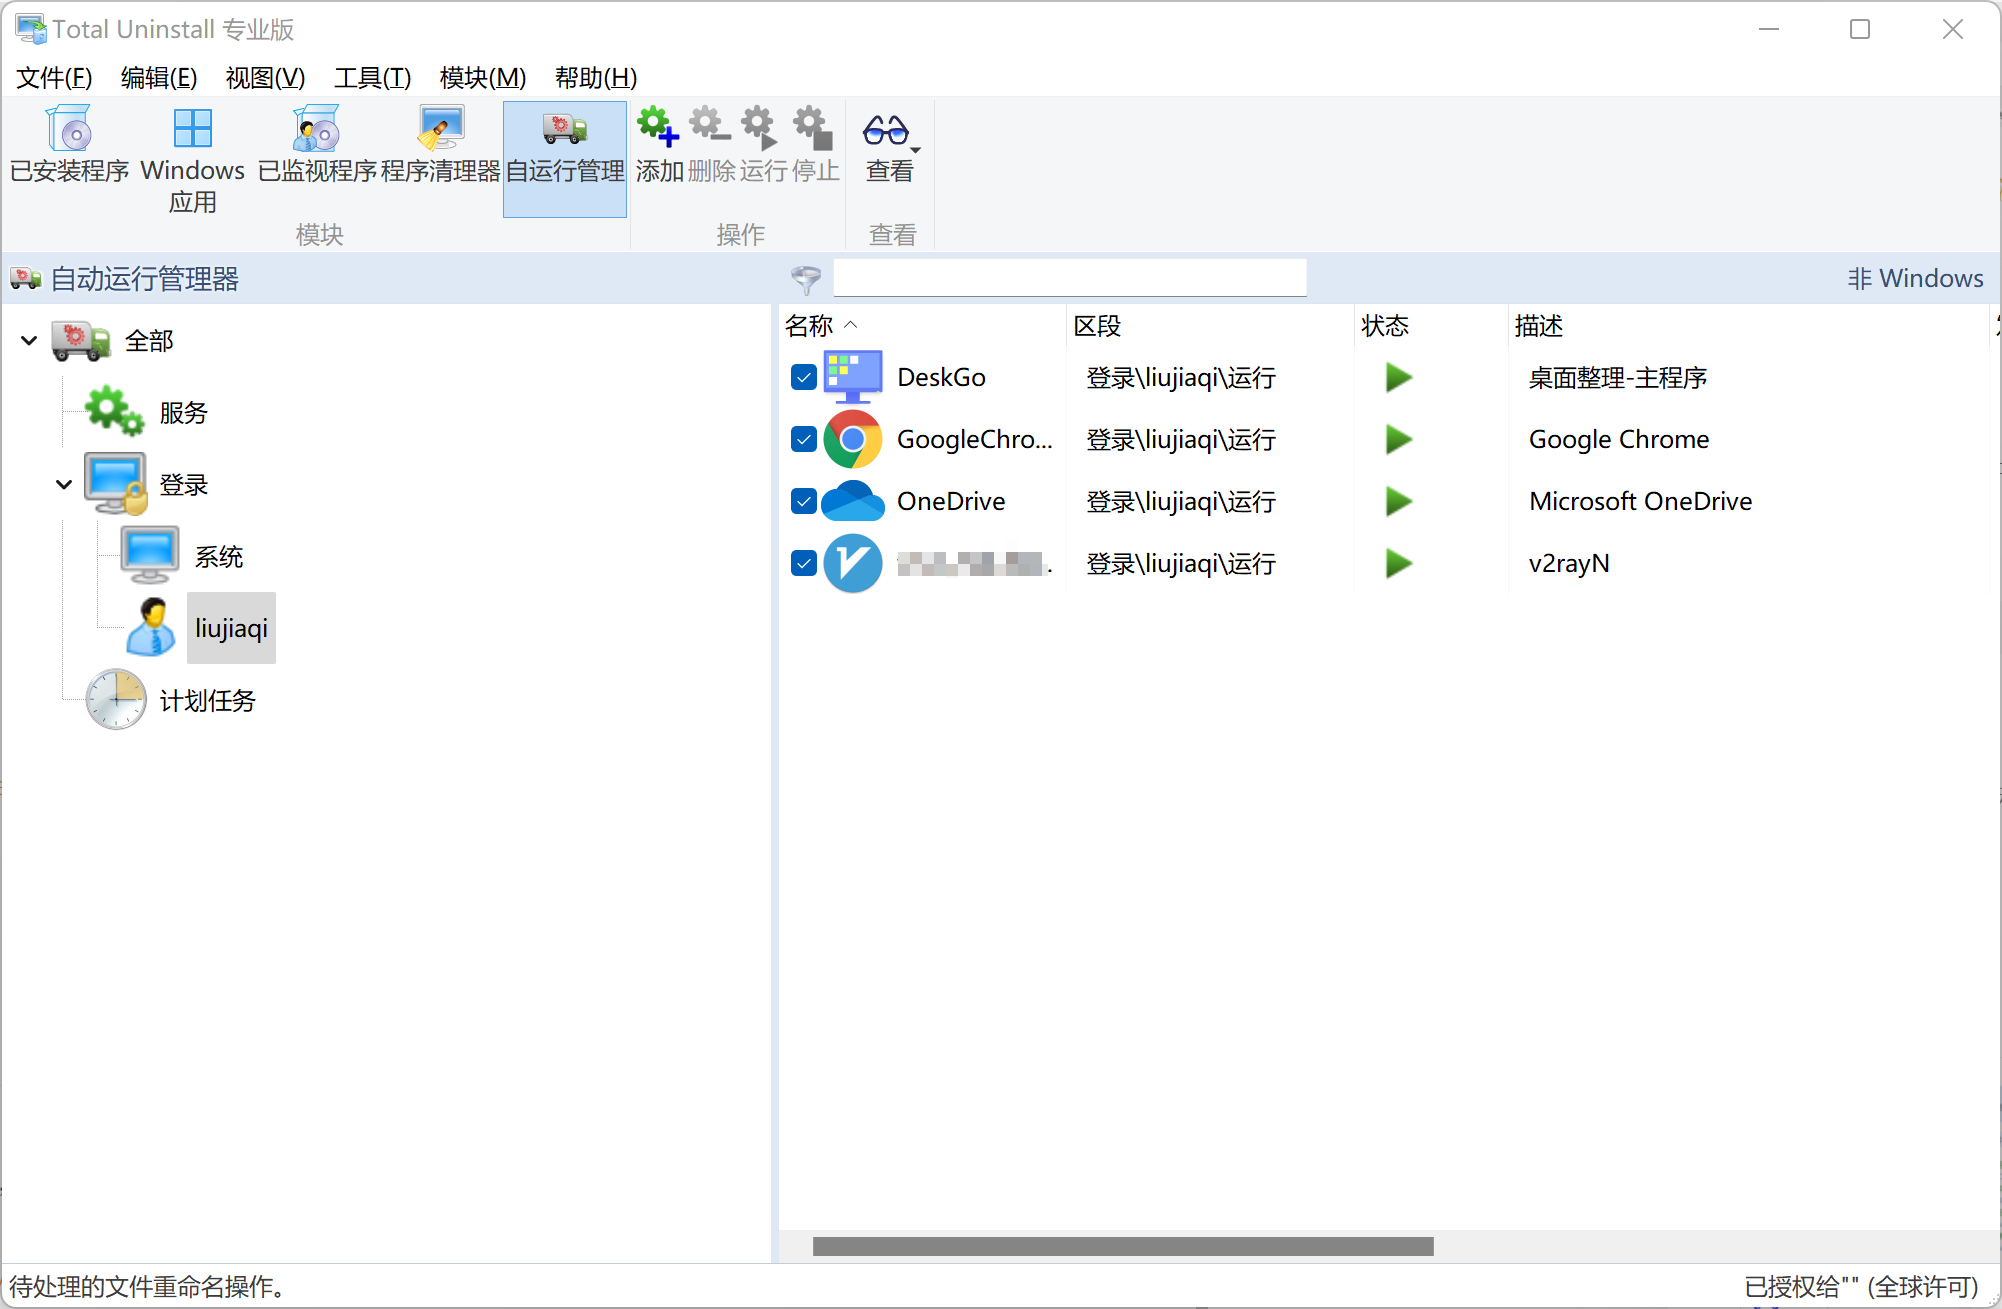 Total Uninstall 专业版
文件(F) 编辑(E) 视图(V) 工具(T) 模块(M) 帮助(H)
已安装程序 Windows 应用 已监视程序 程序清理器 自运行管理 添加 删除 运行 停止 查看
模块 操作 查看
自动运行管理器 非 Windows
全部
服务
登录
系统
liujiaqi
计划任务
名称 区段 状态 描述
DeskGo 登录\liujiaqi\运行 桌面整理-主程序
GoogleChro... 登录\liujiaqi\运行 Google Chrome
OneDrive 登录\liujiaqi\运行 Microsoft OneDrive
登录\liujiaqi\运行 v2rayN
待处理的文件重命名操作。 已授权给"" (全球许可)